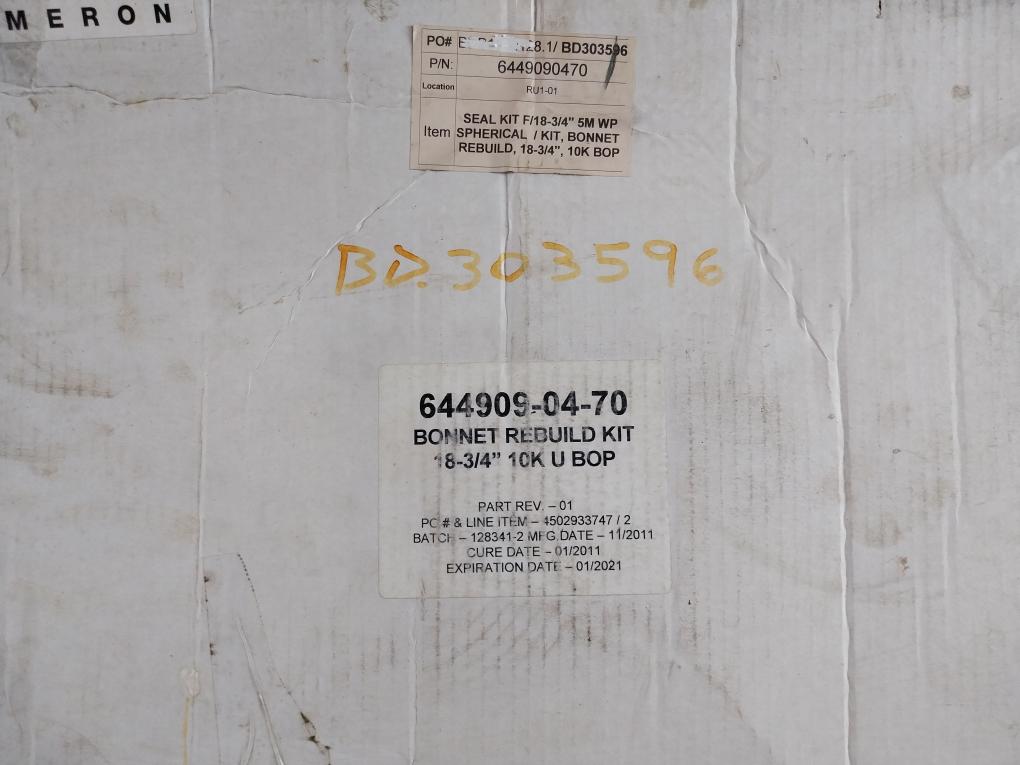 MERON
PO# 28.1/ BD303596
P/N: 6449090470
Location RU1-01
Item SEAL KIT F/18-3/4" 5M WP
SPHERICAL / KIT, BONNET
REBUILD, 18-3/4", 10K BOP
BD.303596
644909-04-70
BONNET REBUILD KIT
18-3/4" 10K U BOP
PART REV. – 01
PO # & LINE ITEM – 4502933747 / 2
BATCH – 128341-2 MFG.DATE – 11/2011
CURE DATE – 01/2011
EXPIRATION DATE – 01/2021